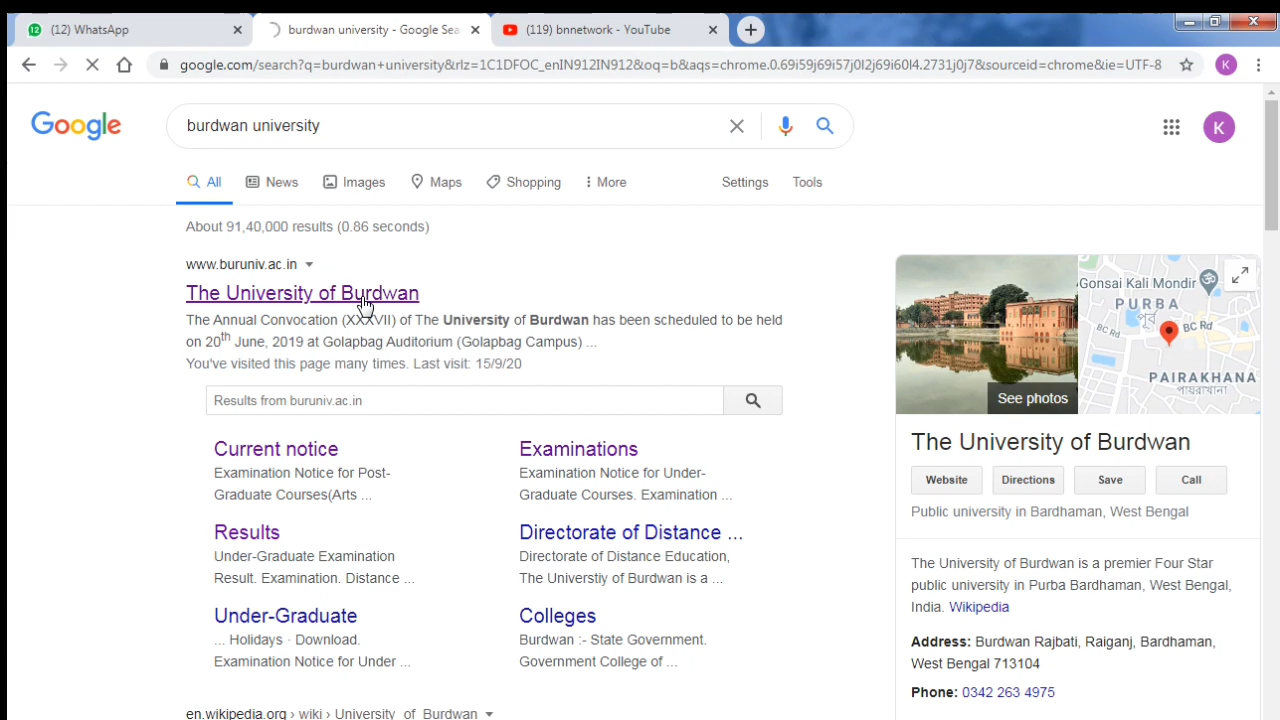 (12) WhatsApp
burdwan university - Google Sea
(119) bnnetwork - YouTube
google.com/search?q=burdwan+university&rlz=1C1DFOC_enIN912IN912&oq=b&aqs=chrome.0.69i59j69i57j0l2j69i60l4.2731j0j7&sourceid=chrome&ie=UTF-8
K
Google
burdwan university
K
All
News
Images
Maps
Shopping
More
Settings
Tools
About 91,40,000 results (0.86 seconds)
www.buruniv.ac.in
The University of Burdwan
The Annual Convocation (XXXVII) of The University of Burdwan has been scheduled to be held
on 20th June, 2019 at Golapbag Auditorium (Golapbag Campus) ...
You've visited this page many times. Last visit: 15/9/20
Results from buruniv.ac.in
Current notice
Examination Notice for Post-
Graduate Courses(Arts ...
Examinations
Examination Notice for Under-
Graduate Courses. Examination ...
Results
Under-Graduate Examination
Result. Examination. Distance ...
Directorate of Distance ...
Directorate of Distance Education,
The Universtiy of Burdwan is a ...
Under-Graduate
... Holidays · Download.
Examination Notice for Under ...
Colleges
Burdwan :- State Government.
Government College of ...
en.wikipedia.org › wiki › University_of_Burdwan
See photos
Gonsai Kali Mondir
PURBA
পূর্ব
BC Rd
BC Rd
PAIRAKHANA
পায়রাখানা
The University of Burdwan
Website
Directions
Save
Call
Public university in Bardhaman, West Bengal
The University of Burdwan is a premier Four Star
public university in Purba Bardhaman, West Bengal,
India. Wikipedia
Address: Burdwan Rajbati, Raiganj, Bardhaman,
West Bengal 713104
Phone: 0342 263 4975